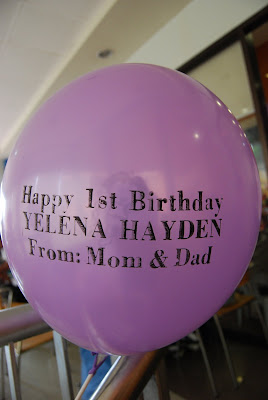 Happy 1st Birthday
YELENA HAYDEN
From: Mom & Dad